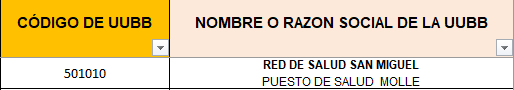 CÓDIGO DE UUBB NOMBRE O RAZON SOCIAL DE LA UUBB
501010 RED DE SALUD SAN MIGUEL
PUESTO DE SALUD MOLLE